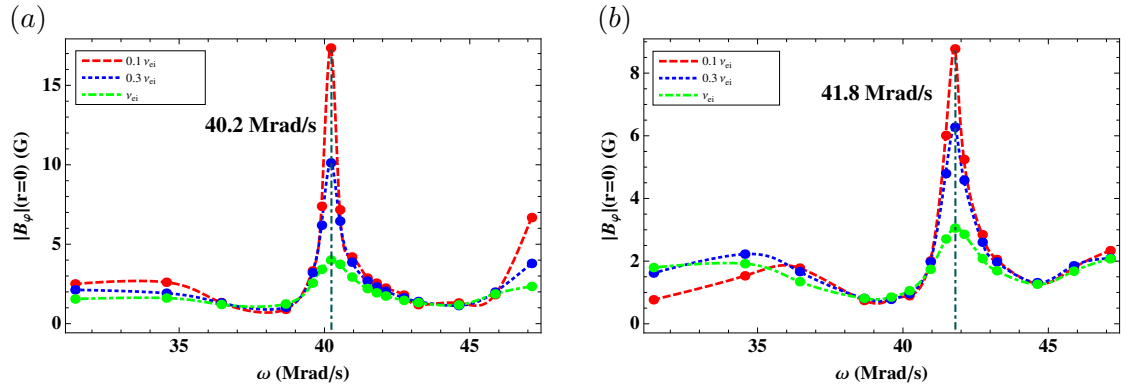 (a)
0.1 ν_ei
0.3 ν_ei
ν_ei
40.2 Mrad/s
|B_φ|(r=0) (G)
15
10
5
0
35
40
45
ω (Mrad/s)
(b)
0.1 ν_ei
0.3 ν_ei
ν_ei
41.8 Mrad/s
|B_φ|(r=0) (G)
8
6
4
2
0
35
40
45
ω (Mrad/s)